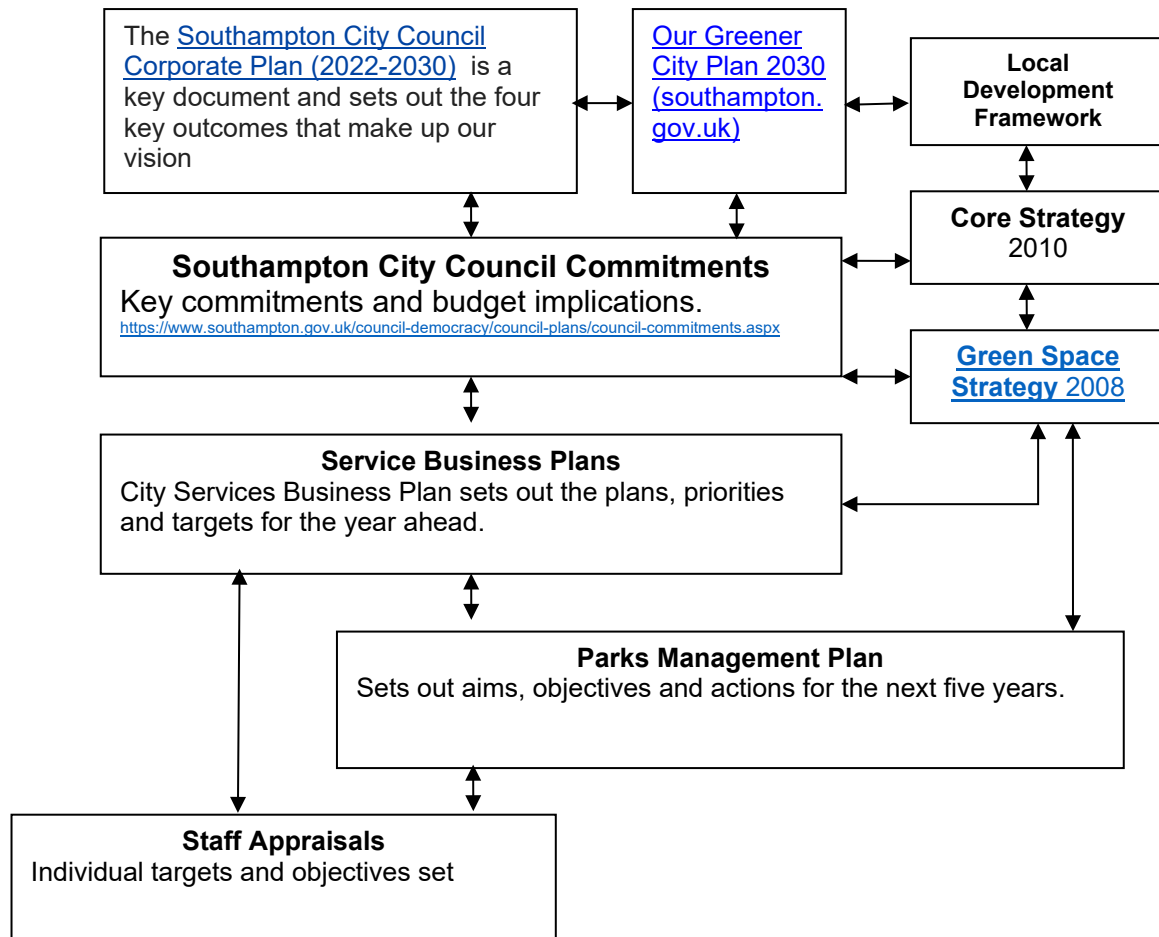 The Southampton City Council
Corporate Plan (2022-2030)  is a
key document and sets out the four
key outcomes that make up our
vision
Our Greener
City Plan 2030
(southampton.
gov.uk)
Local
Development
Framework
Core Strategy
2010
Southampton City Council Commitments
Key commitments and budget implications.
https://www.southampton.gov.uk/council-democracy/council-plans/council-commitments.aspx
Green Space
Strategy 2008
Service Business Plans
City Services Business Plan sets out the plans, priorities
and targets for the year ahead.
Parks Management Plan
Sets out aims, objectives and actions for the next five years.
Staff Appraisals
Individual targets and objectives set